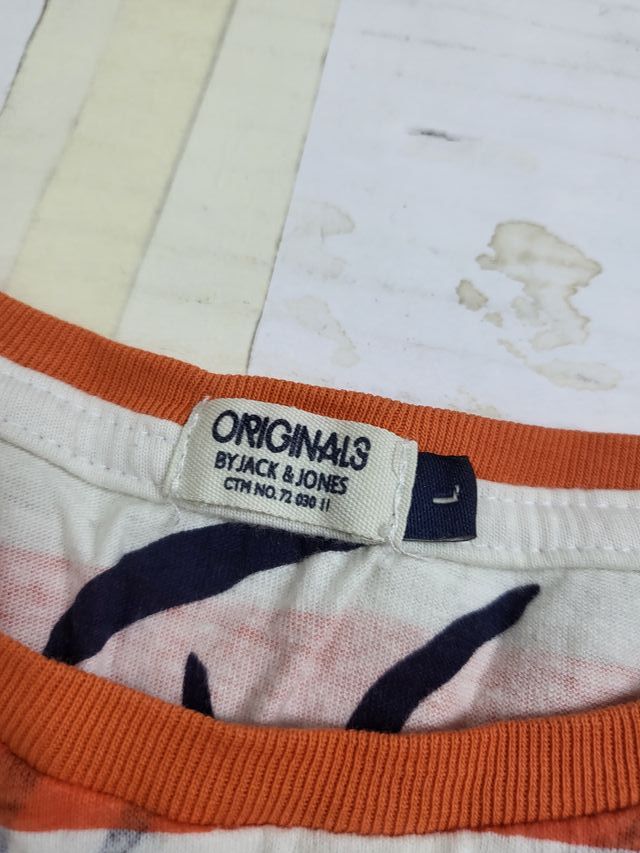 ORIGINALS
BY JACK & JONES
CTM NO. 72 030 11
L